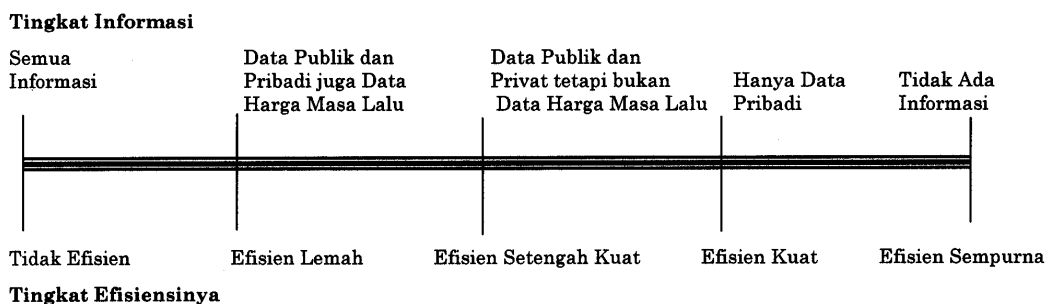 Tingkat Informasi
Semua
Informasi
Data Publik dan
Pribadi juga Data
Harga Masa Lalu
Data Publik dan
Privat tetapi bukan
Data Harga Masa Lalu
Hanya Data
Pribadi
Tidak Ada
Informasi
Tidak Efisien
Efisien Lemah
Efisien Setengah Kuat
Efisien Kuat
Efisien Sempurna
Tingkat Efisiensinya